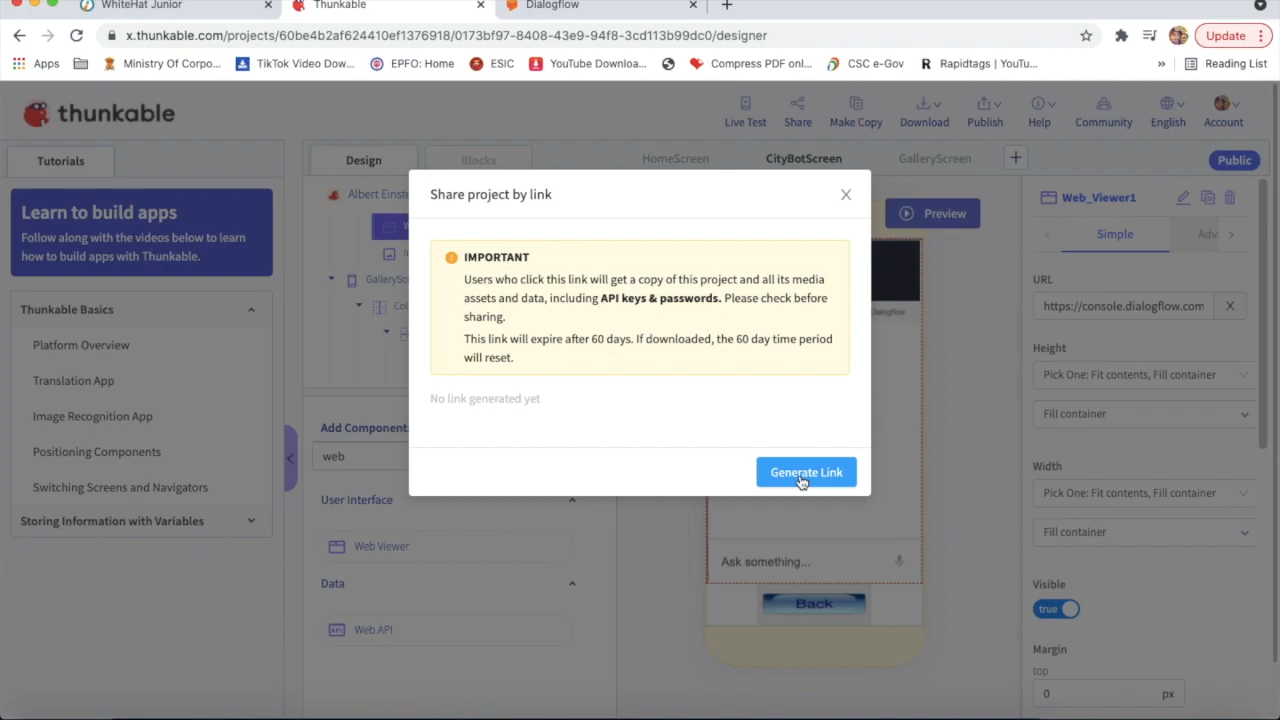 WhiteHat Junior
Thunkable
Dialogflow
x.thunkable.com/projects/60be4b2af624410ef1376918/0173bf97-8408-43e9-94f8-3cd113b99dc0/designer
Update
Apps
Ministry Of Corpo...
TikTok Video Dow...
EPFO: Home
ESIC
YouTube Downloa...
Compress PDF onl...
CSC e-Gov
Rapidtags | YouTu...
»
Reading List
thunkable
Live Test
Share
Make Copy
Download
Publish
Help
Community
English
Account
Tutorials
Design
Blocks
HomeScreen
CityBotScreen
GalleryScreen
Public
Learn to build apps
Follow along with the videos below to learn
how to build apps with Thunkable.
Thunkable Basics
Platform Overview
Translation App
Image Recognition App
Positioning Components
Switching Screens and Navigators
Storing Information with Variables
Albert Einste
GalleryScre
Col
Add Component
web
User Interface
Web Viewer
Data
API
Web API
Share project by link
IMPORTANT
Users who click this link will get a copy of this project and all its media
assets and data, including API keys & passwords. Please check before
sharing.
This link will expire after 60 days. If downloaded, the 60 day time period
will reset.
No link generated yet
Generate Link
Preview
Dialogflow
Ask something...
Back
Web_Viewer1
Simple
Adv
URL
https://console.dialogflow.com
Height
Pick One: Fit contents, Fill container
Fill container
Width
Pick One: Fit contents, Fill container
Fill container
Visible
true
Margin
top
0
px